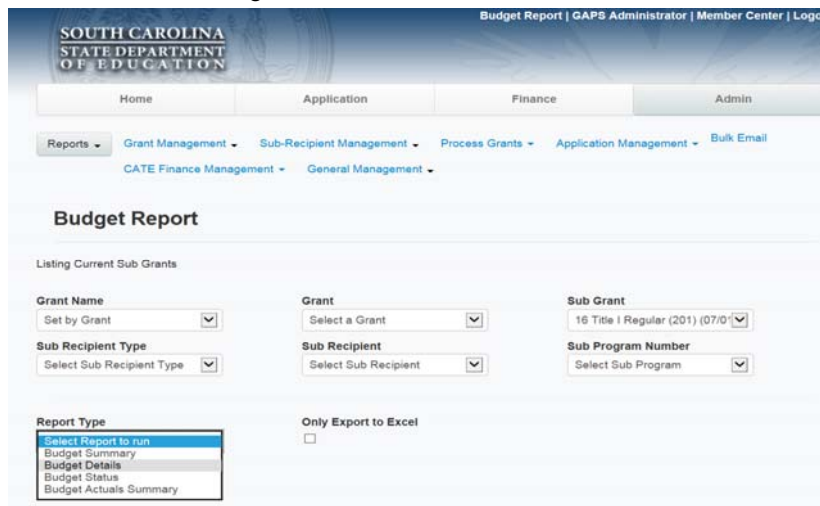 Budget Report | GAPS Administrator | Member Center | Logo
SOUTH CAROLINA
STATE DEPARTMENT
OF EDUCATION
Home Application Finance Admin
Reports Grant Management Sub-Recipient Management Process Grants Application Management Bulk Email
CATE Finance Management General Management
Budget Report
Listing Current Sub Grants
Grant Name Grant Sub Grant
Set by Grant Select a Grant 16 Title I Regular (201) (07/01
Sub Recipient Type Sub Recipient Sub Program Number
Select Sub Recipient Type Select Sub Recipient Select Sub Program
Report Type Only Export to Excel
Select Report to run
Budget Summary
Budget Details
Budget Status
Budget Actuals Summary